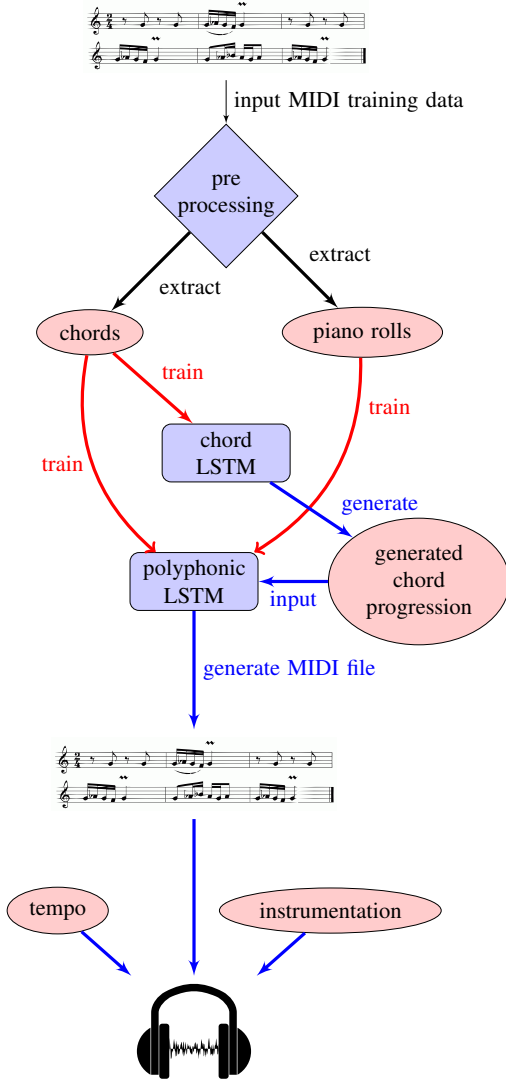 input MIDI training data
pre
processing
extract
extract
chords
piano rolls
train
train
train
chord
LSTM
generate
generated
chord
progression
polyphonic
LSTM
input
generate MIDI file
tempo
instrumentation